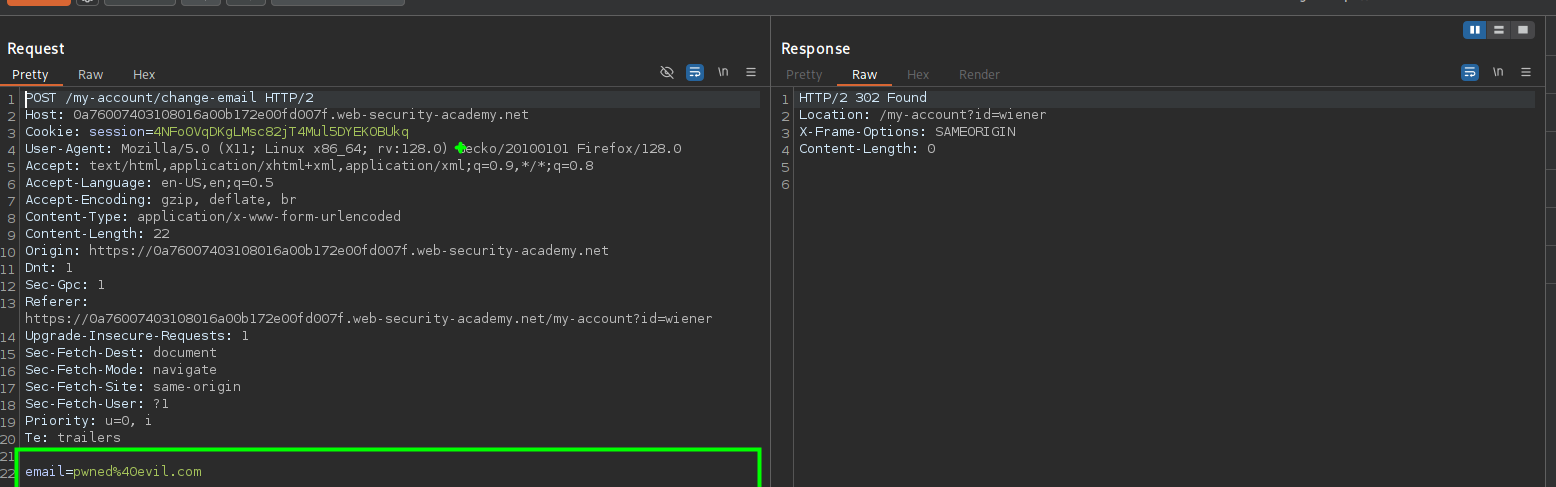 Request
Pretty Raw Hex
\n
1 POST /my-account/change-email HTTP/2
2 Host: 0a76007403108016a00b172e00fd007f.web-security-academy.net
3 Cookie: session=4NFo0VqDKgLMsc82jT4Mul5DYEKOBUkq
4 User-Agent: Mozilla/5.0 (X11; Linux x86_64; rv:128.0) Gecko/20100101 Firefox/128.0
5 Accept: text/html,application/xhtml+xml,application/xml;q=0.9,*/*;q=0.8
6 Accept-Language: en-US,en;q=0.5
7 Accept-Encoding: gzip, deflate, br
8 Content-Type: application/x-www-form-urlencoded
9 Content-Length: 22
10 Origin: https://0a76007403108016a00b172e00fd007f.web-security-academy.net
11 Dnt: 1
12 Sec-Gpc: 1
13 Referer:
https://0a76007403108016a00b172e00fd007f.web-security-academy.net/my-account?id=wiener
14 Upgrade-Insecure-Requests: 1
15 Sec-Fetch-Dest: document
16 Sec-Fetch-Mode: navigate
17 Sec-Fetch-Site: same-origin
18 Sec-Fetch-User: ?1
19 Priority: u=0, i
20 Te: trailers
21
22 email=pwned%40evil.com
Response
Pretty Raw Hex Render
\n
1 HTTP/2 302 Found
2 Location: /my-account?id=wiener
3 X-Frame-Options: SAMEORIGIN
4 Content-Length: 0
5
6